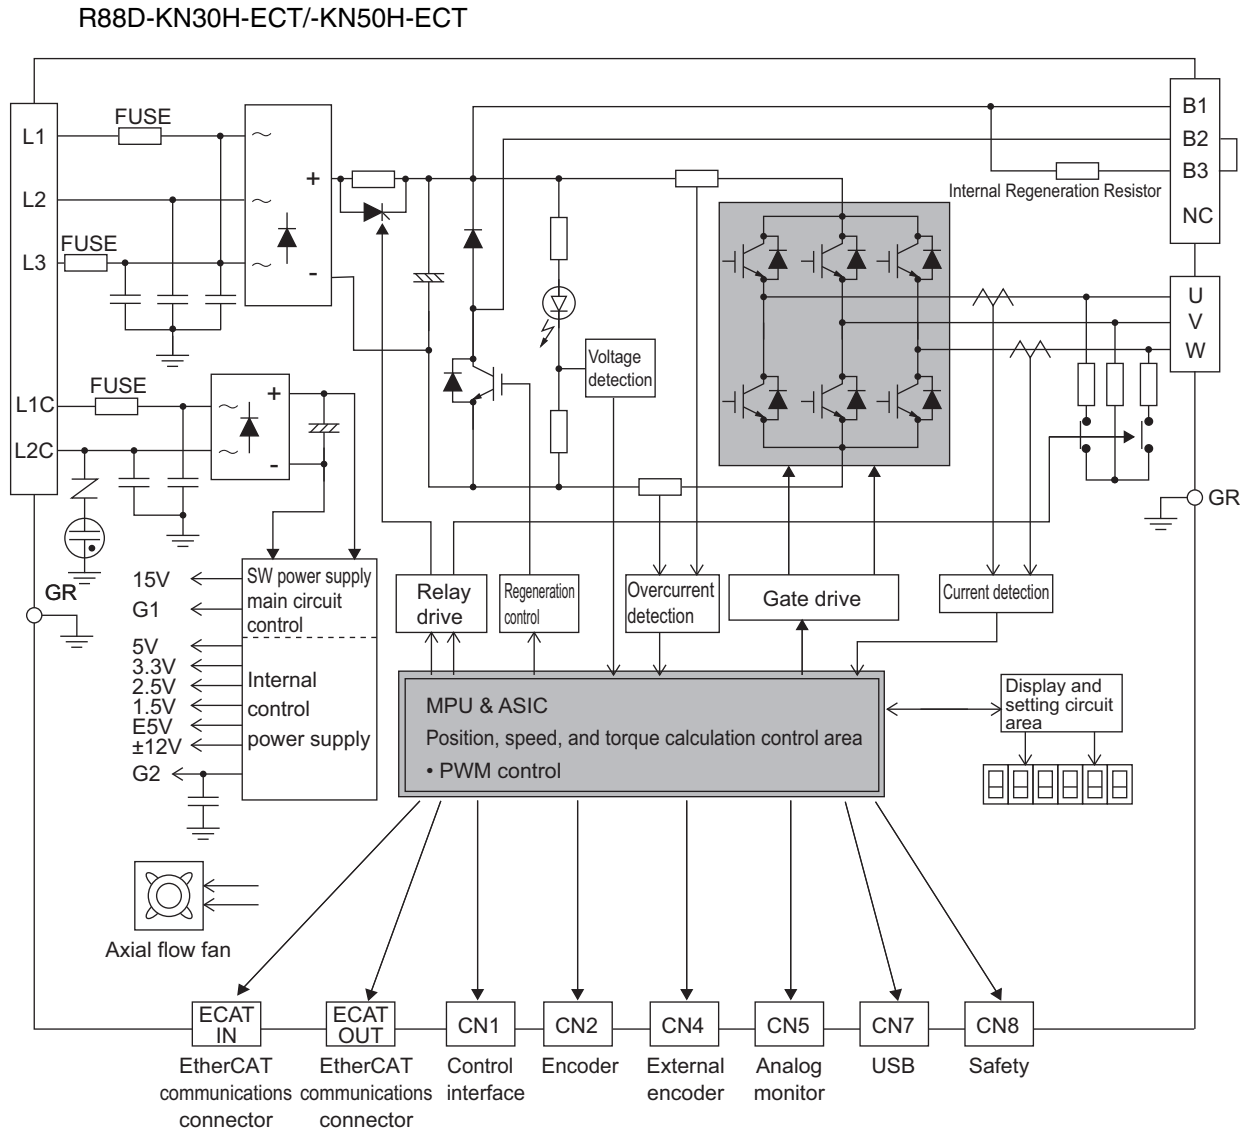 R88D-KN30H-ECT/-KN50H-ECT
L1
FUSE
L2
FUSE
L3
+
-
B1
B2
B3
Internal Regeneration Resistor
NC
U
V
W
Voltage
detection
L1C
FUSE
L2C
+
-
GR
GR
SW power supply
main circuit
control
Internal
control
power supply
15V
G1
5V
3.3V
2.5V
1.5V
E5V
±12V
G2
Relay
drive
Regeneration
control
Overcurrent
detection
Gate drive
Current detection
MPU & ASIC
Position, speed, and torque calculation control area
• PWM control
Display and
setting circuit
area
Axial flow fan
ECAT
IN
EtherCAT
communications
connector
ECAT
OUT
EtherCAT
communications
connector
CN1
Control
interface
CN2
Encoder
CN4
External
encoder
CN5
Analog
monitor
CN7
USB
CN8
Safety